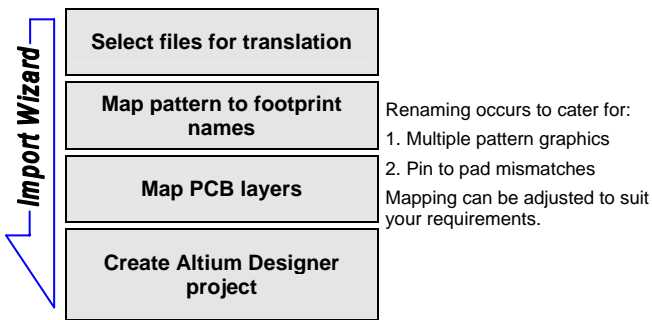 Import Wizard
Select files for translation
Map pattern to footprint
names
Map PCB layers
Create Altium Designer
project
Renaming occurs to cater for:
1. Multiple pattern graphics
2. Pin to pad mismatches
Mapping can be adjusted to suit
your requirements.